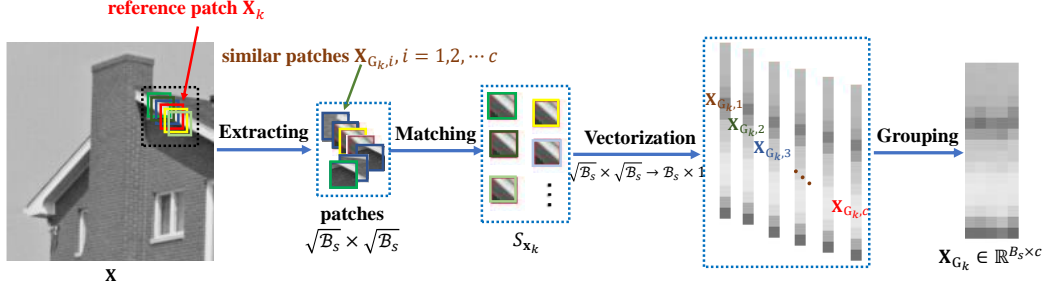 reference patch X_k
similar patches X_{G_k,i}, i = 1,2, ⋯ c
Extracting
Matching
Vectorization
√B_s × √B_s → B_s × 1
Grouping
X_{G_k,1}
X_{G_k,2}
X_{G_k,3}
X_{G_k,c}
patches
√B_s × √B_s
S_{x_k}
X
X_{G_k} ∈ ℝ^{B_s×c}